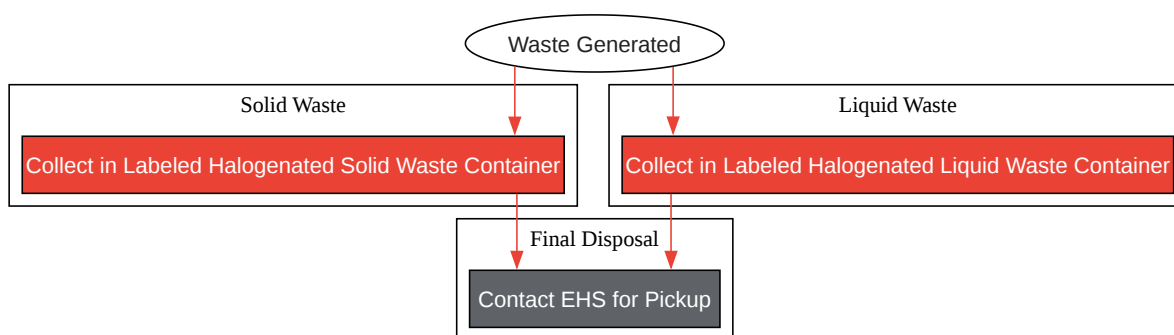 Waste Generated
Solid Waste
Liquid Waste
Collect in Labeled Halogenated Solid Waste Container
Collect in Labeled Halogenated Liquid Waste Container
Final Disposal
Contact EHS for Pickup